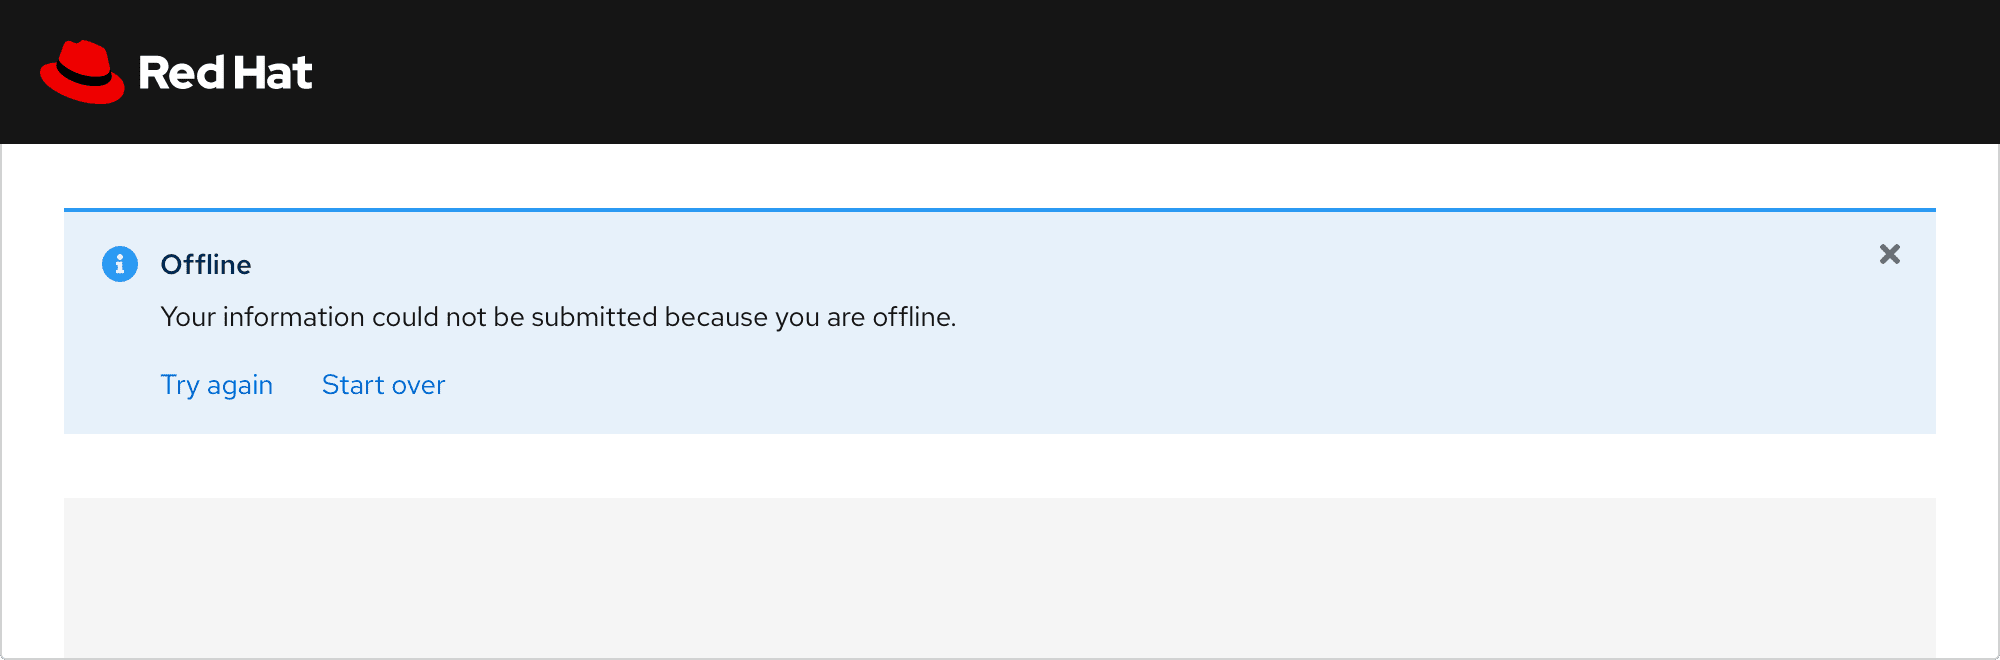 Red Hat
Offline
Your information could not be submitted because you are offline.
Try again Start over